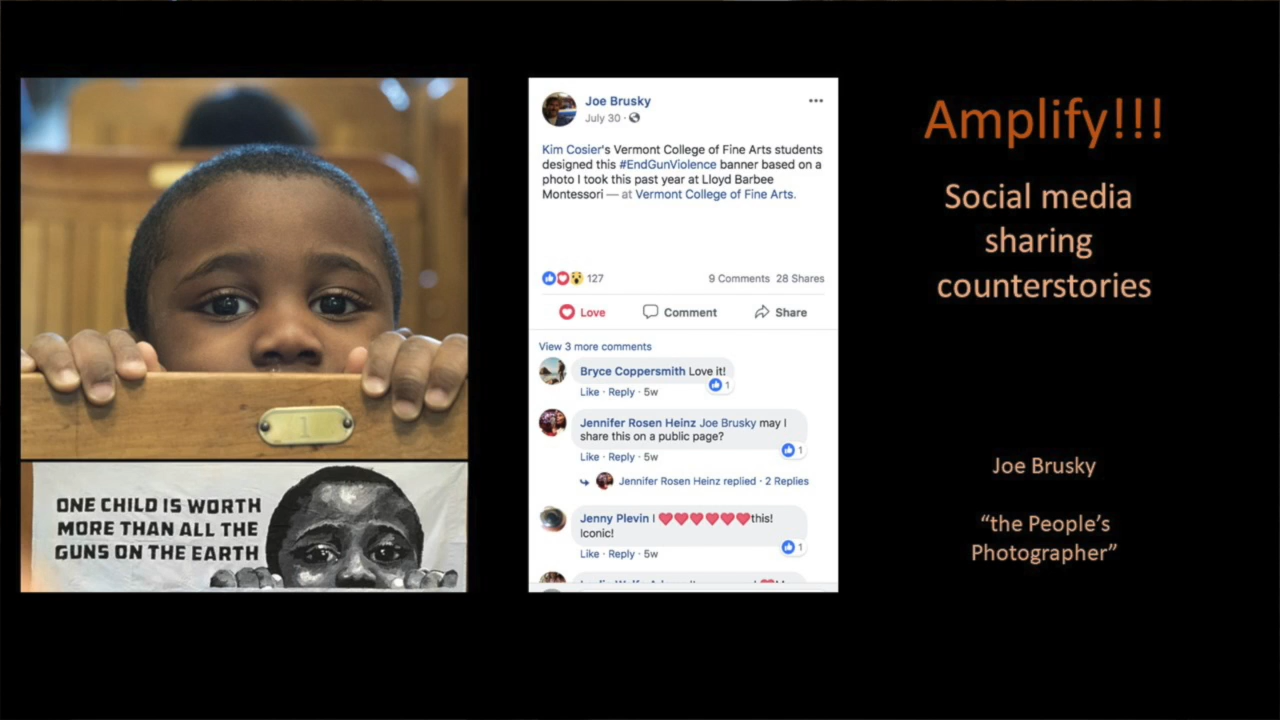 1
ONE CHILD IS WORTH
MORE THAN ALL THE
GUNS ON THE EARTH
Joe Brusky
July 30 ·
Kim Cosier's Vermont College of Fine Arts students
designed this #EndGunViolence banner based on a
photo I took this past year at Lloyd Barbee
Montessori — at Vermont College of Fine Arts.
127
9 Comments 28 Shares
Love Comment Share
View 3 more comments
Bryce Coppersmith Love it!
1
Like · Reply · 5w
Jennifer Rosen Heinz Joe Brusky may I
share this on a public page?
1
Like · Reply · 5w
Jennifer Rosen Heinz replied · 2 Replies
Jenny Plevin I ❤❤❤❤❤❤this!
Iconic!
1
Like · Reply · 5w
Amplify!!!
Social media
sharing
counterstories
Joe Brusky
“the People’s
Photographer”